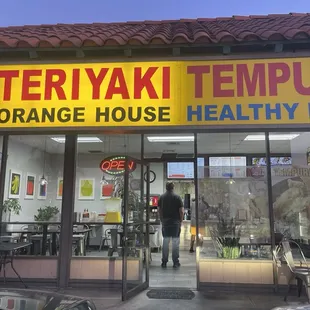 TERIYAKI TEMPU
ORANGE HOUSE HEALTHY
OPEN